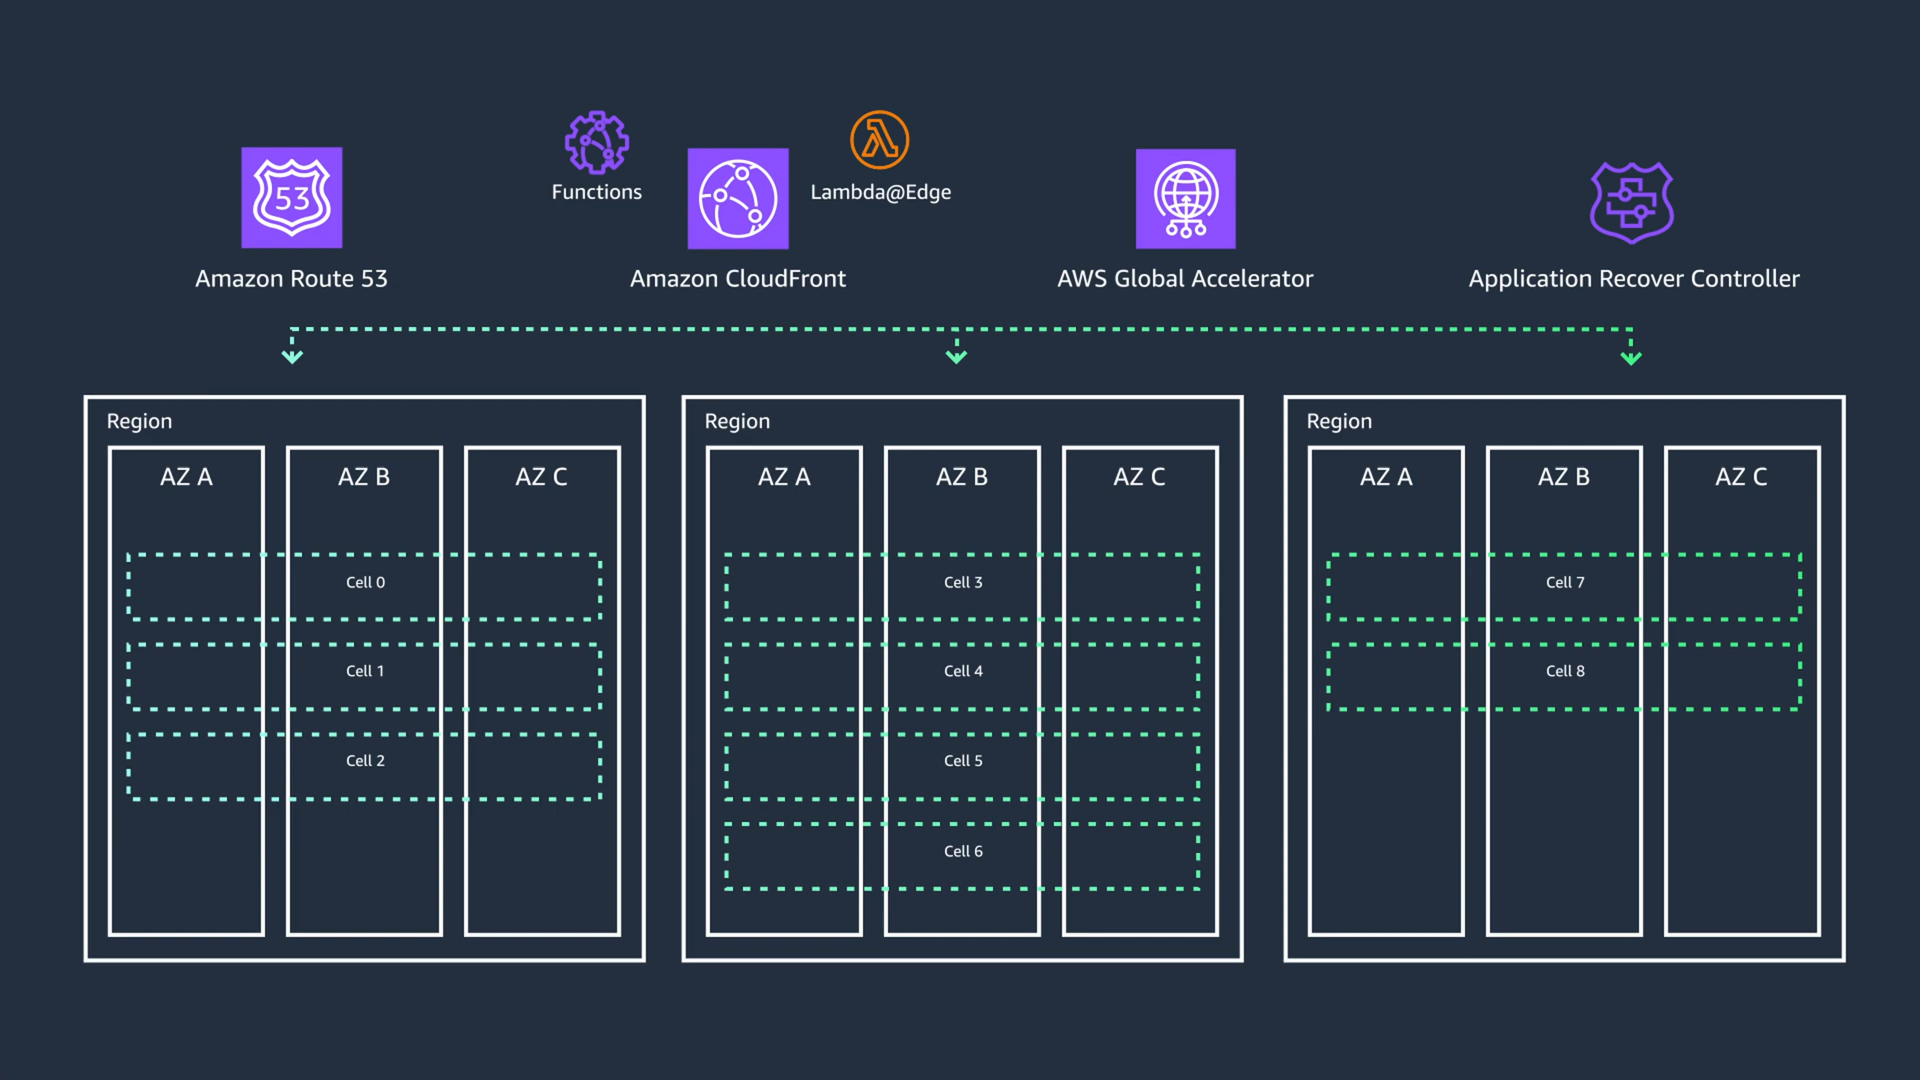 Functions
Lambda@Edge
53
Amazon Route 53
Amazon CloudFront
AWS Global Accelerator
Application Recover Controller
Region
AZ A
AZ B
AZ C
Cell 0
Cell 1
Cell 2
Region
AZ A
AZ B
AZ C
Cell 3
Cell 4
Cell 5
Cell 6
Region
AZ A
AZ B
AZ C
Cell 7
Cell 8